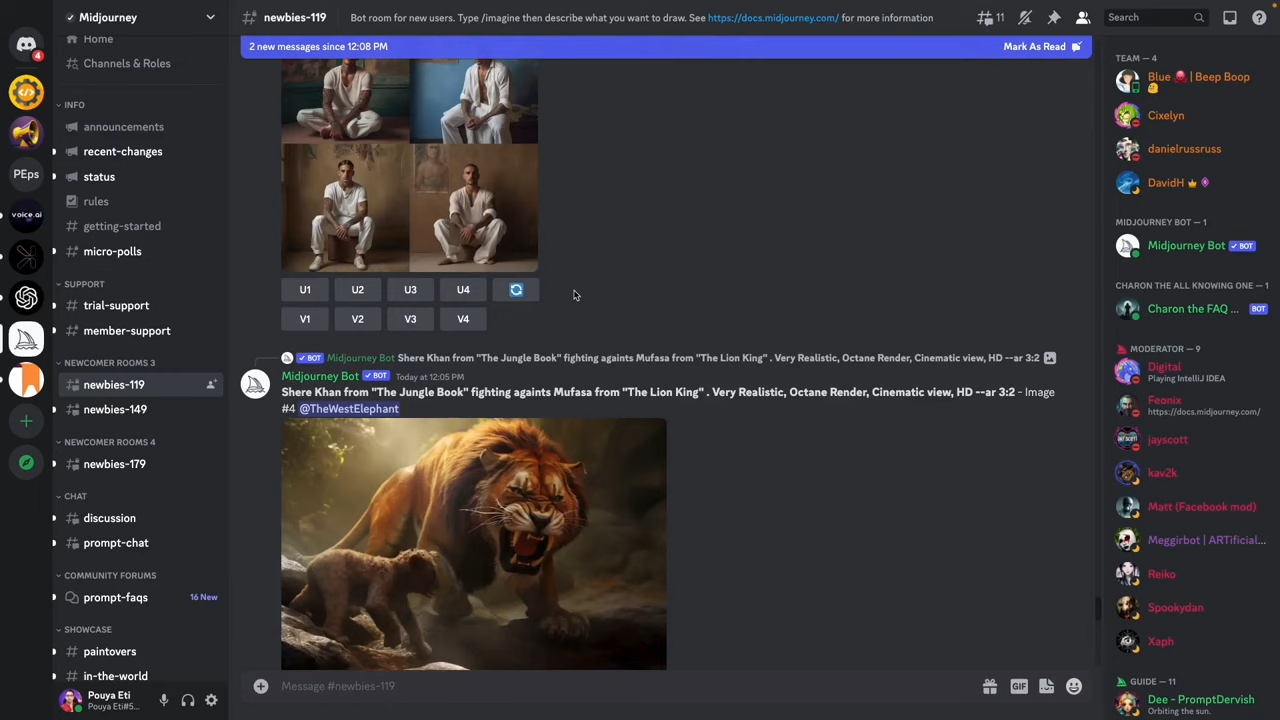 Midjourney
Home
Channels & Roles
INFO
announcements
recent-changes
status
rules
getting-started
micro-polls
SUPPORT
trial-support
member-support
NEWCOMER ROOMS 3
newbies-119
newbies-149
NEWCOMER ROOMS 4
newbies-179
CHAT
discussion
prompt-chat
COMMUNITY FORUMS
prompt-faqs
16 New
SHOWCASE
paintovers
in-the-world
Pouya Eti
Pouya Eti#5...
4
PEps
voice.ai
newbies-119
Bot room for new users. Type /imagine then describe what you want to draw. See https://docs.midjourney.com/ for more information
11
Search
2 new messages since 12:08 PM
Mark As Read
U1 U2 U3 U4
V1 V2 V3 V4
BOT Midjourney Bot Shere Khan from "The Jungle Book" fighting againts Mufasa from "The Lion King" . Very Realistic, Octane Render, Cinematic view, HD --ar 3:2
Midjourney Bot BOT Today at 12:05 PM
Shere Khan from "The Jungle Book" fighting againts Mufasa from "The Lion King" . Very Realistic, Octane Render, Cinematic view, HD --ar 3:2 - Image
#4 @TheWestElephant
Message #newbies-119
GIF
TEAM — 4
Blue | Beep Boop
Cixelyn
danielrussruss
DavidH
MIDJOURNEY BOT — 1
Midjourney Bot BOT
CHARON THE ALL KNOWING ONE — 1
Charon the FAQ ... BOT
MODERATOR — 9
Digital
Playing IntelliJ IDEA
Feonix
https://docs.midjourney.com/
jayscott
kav2k
Matt (Facebook mod)
Meggirbot | ARTificial...
Reiko
Spookydan
Xaph
GUIDE — 11
Dee - PromptDervish
Orbiting the sun.